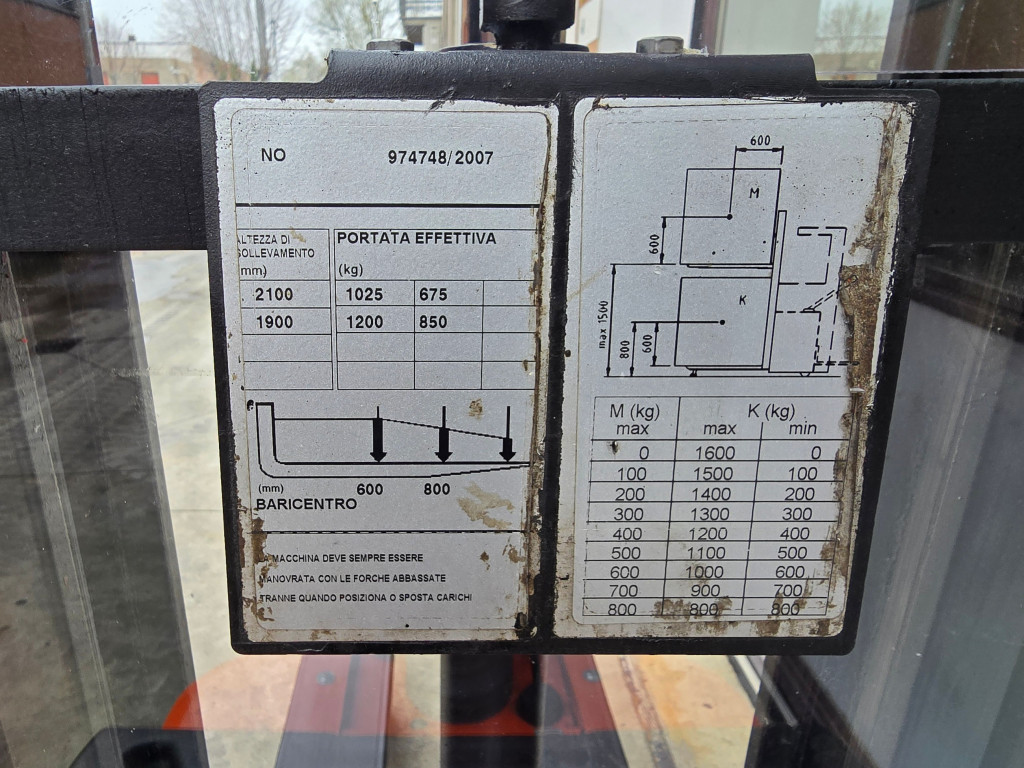 NO 974748/2007
ALTEZZA DI
SOLLEVAMENTO
(mm)
PORTATA EFFETTIVA
(kg)
2100 1025 675
1900 1200 850
(mm) 600 800
BARICENTRO
LA MACCHINA DEVE SEMPRE ESSERE
MANOVRATA CON LE FORCHE ABBASSATE
TRANNE QUANDO POSIZIONA O SPOSTA CARICHI
600
M
600
K
max 1500
800
600
M (kg) K (kg)
max max min
0 1600 0
100 1500 100
200 1400 200
300 1300 300
400 1200 400
500 1100 500
600 1000 600
700 900 700
800 800 800